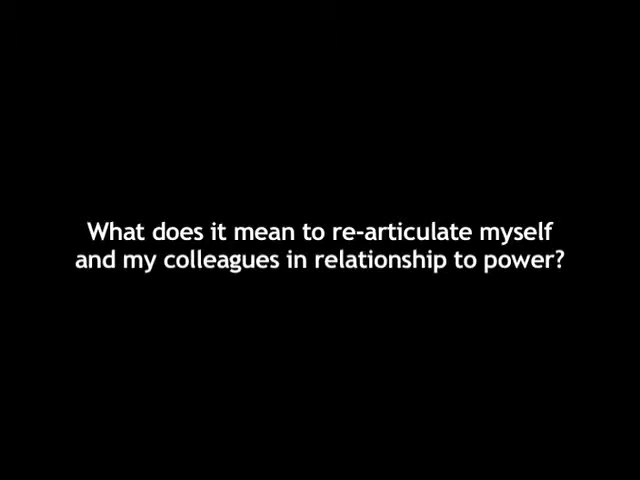 What does it mean to re-articulate myself
and my colleagues in relationship to power?